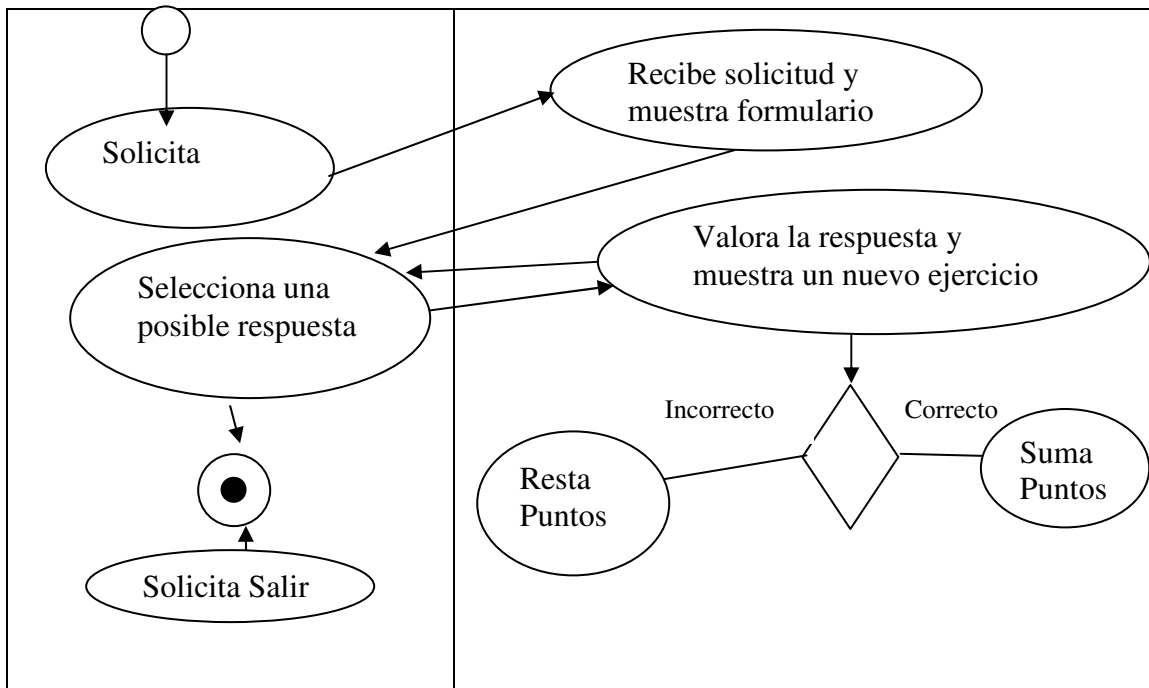 Solicita
Recibe solicitud y
muestra formulario
Selecciona una
posible respuesta
Valora la respuesta y
muestra un nuevo ejercicio
Incorrecto
Correcto
Resta
Puntos
Suma
Puntos
Solicita Salir